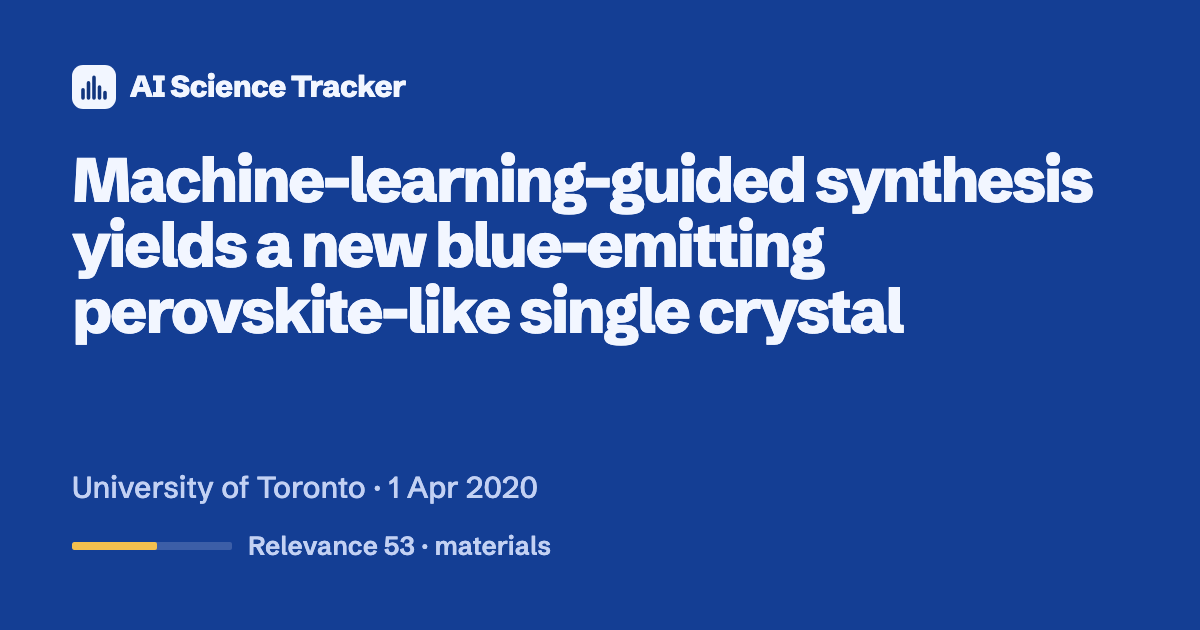 AI Science Tracker
Machine-learning-guided synthesis
yields a new blue-emitting
perovskite-like single crystal
University of Toronto · 1 Apr 2020
Relevance 53 · materials